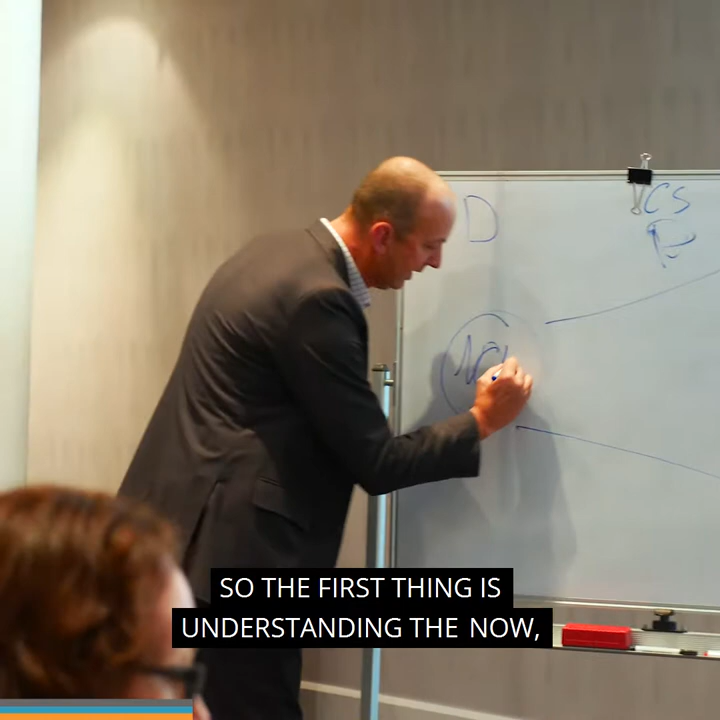 D
CS
SO THE FIRST THING IS
UNDERSTANDING THE NOW,